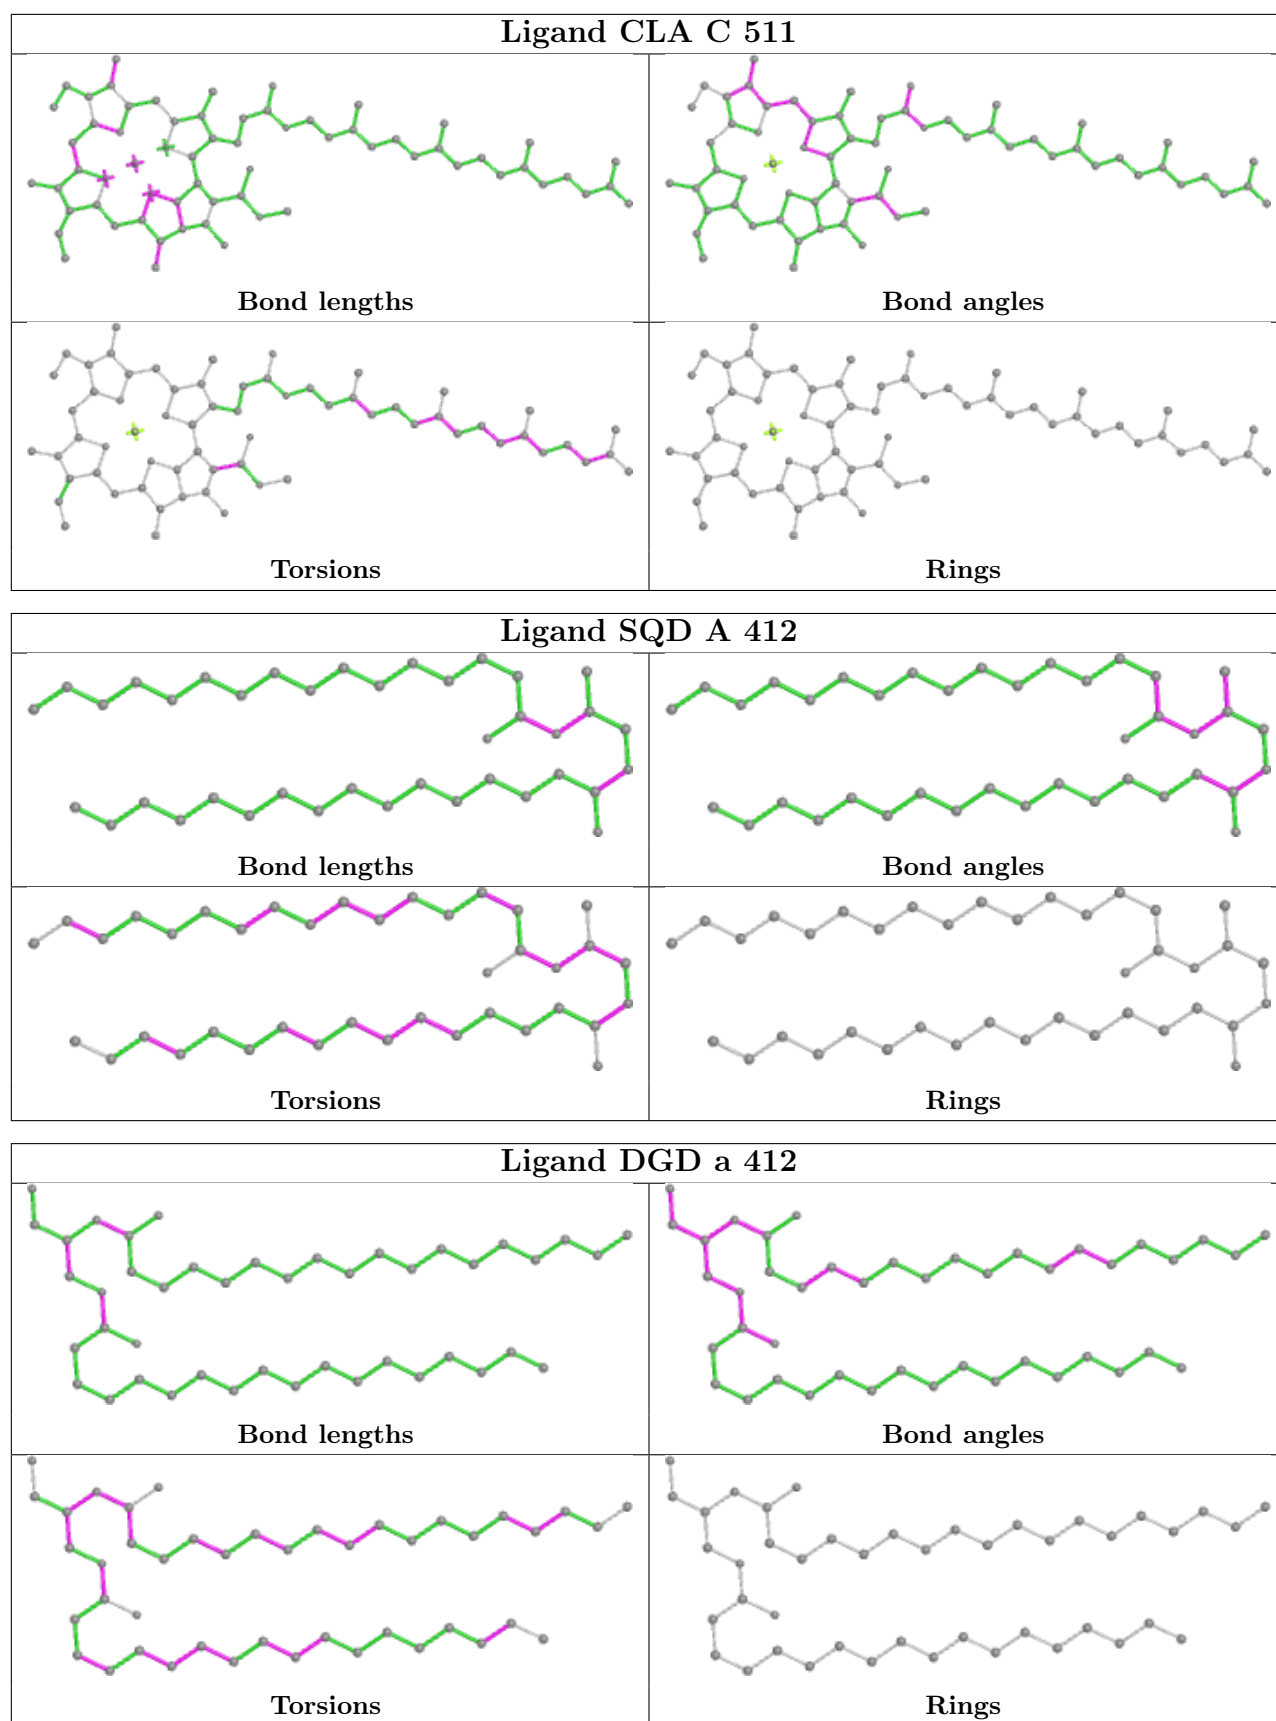 Ligand CLA C 511
Bond lengths
Bond angles
Torsions
Rings
Ligand SQD A 412
Bond lengths
Bond angles
Torsions
Rings
Ligand DGD a 412
Bond lengths
Bond angles
Torsions
Rings